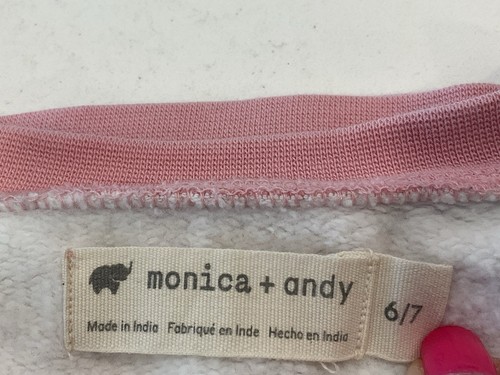 monica + andy
6/7
Made in India Fabriqué en Inde Hecho en India